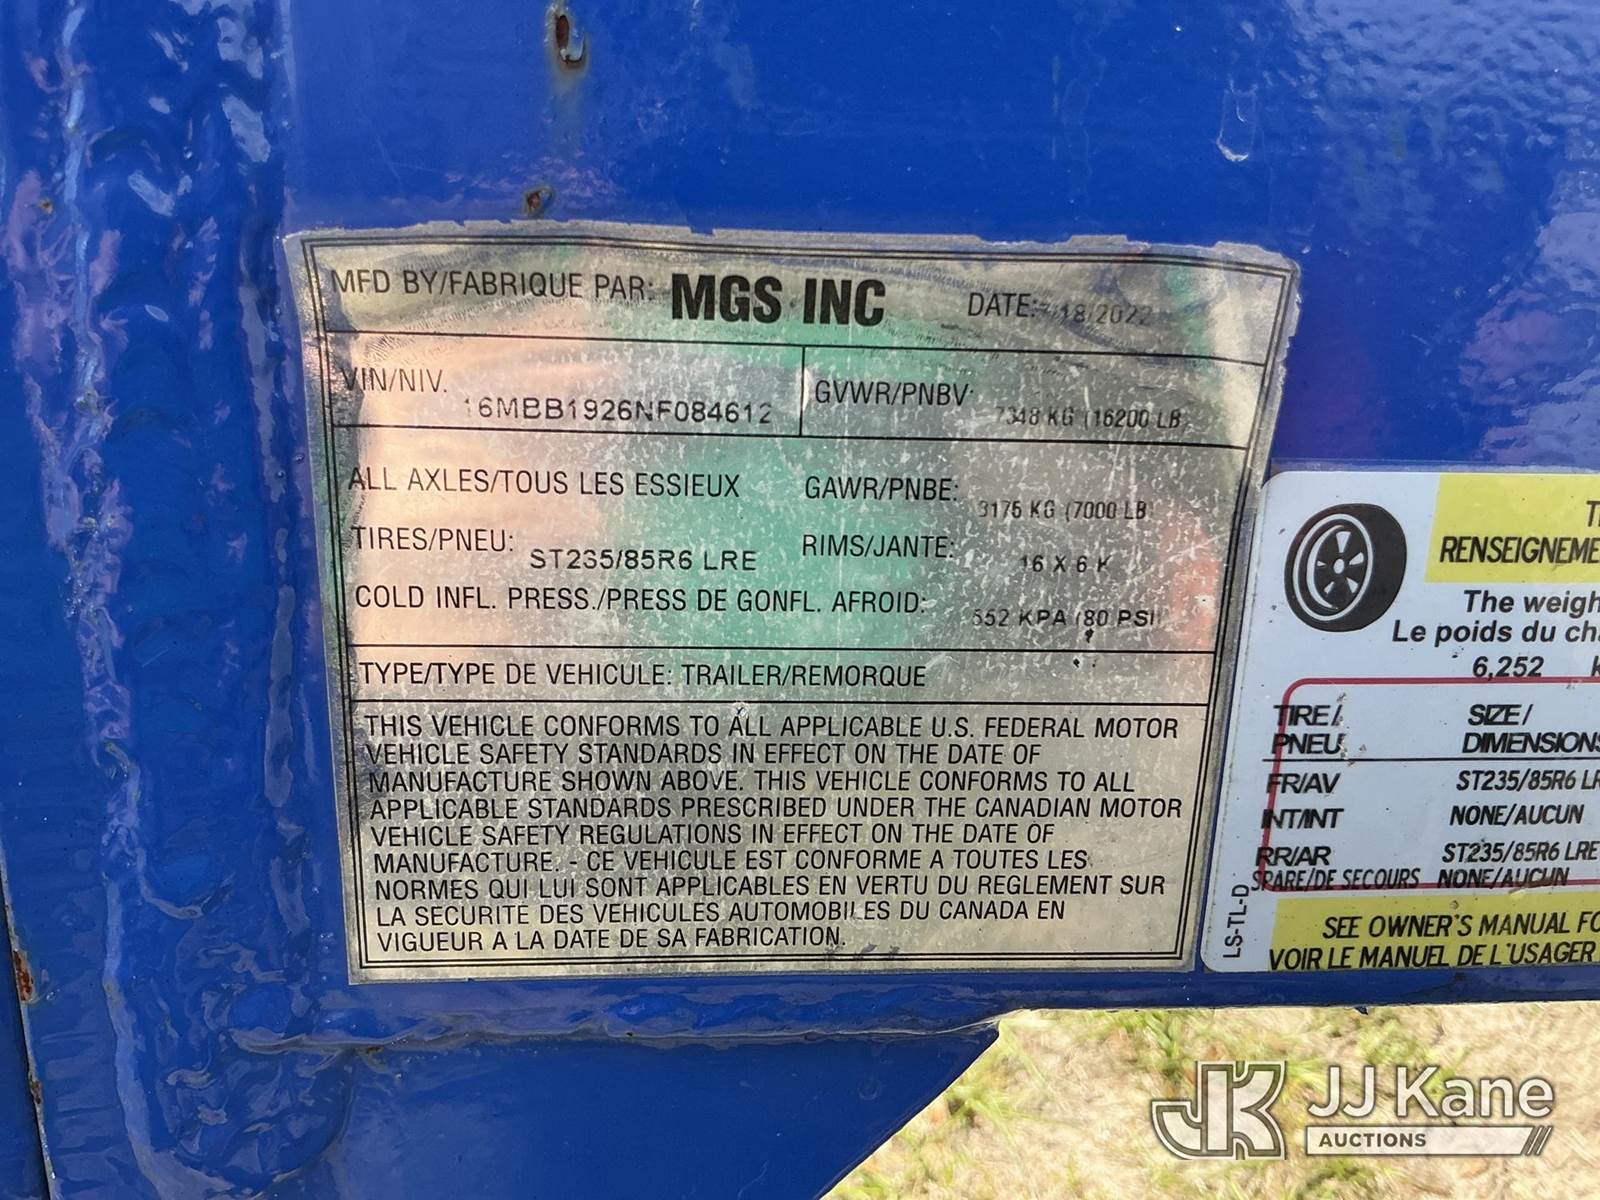 MFD BY/FABRIQUE PAR: MGS INC DATE: 7/18/2022
VIN/NIV. 16MBB1926NF084612 GVWR/PNBV: 7348 KG (16200 LB
ALL AXLES/TOUS LES ESSIEUX GAWR/PNBE: 3175 KG (7000 LB)
TIRES/PNEU: ST235/85R6 LRE RIMS/JANTE: 16 X 6 K
COLD INFL. PRESS./PRESS DE GONFL. AFROID: 552 KPA (80 PSI)
TYPE/TYPE DE VEHICULE: TRAILER/REMORQUE
THIS VEHICLE CONFORMS TO ALL APPLICABLE U.S. FEDERAL MOTOR
VEHICLE SAFETY STANDARDS IN EFFECT ON THE DATE OF
MANUFACTURE SHOWN ABOVE. THIS VEHICLE CONFORMS TO ALL
APPLICABLE STANDARDS PRESCRIBED UNDER THE CANADIAN MOTOR
VEHICLE SAFETY REGULATIONS IN EFFECT ON THE DATE OF
MANUFACTURE. - CE VEHICULE EST CONFORME A TOUTES LES
NORMES QUI LUI SONT APPLICABLES EN VERTU DU REGLEMENT SUR
LA SECURITE DES VEHICULES AUTOMOBILES DU CANADA EN
VIGUEUR A LA DATE DE SA FABRICATION.
RENSEIGNEME
The weigh
Le poids du cha
6,252 k
TIRE/ SIZE/
PNEU DIMENSIONS
FR/AV ST235/85R6 LR
INT/INT NONE/AUCUN
RR/AR ST235/85R6 LRE
SPARE/DE SECOURS NONE/AUCUN
SEE OWNER'S MANUAL FO
VOIR LE MANUEL DE L'USAGER
LS-TL-D
JK JJ Kane
AUCTIONS